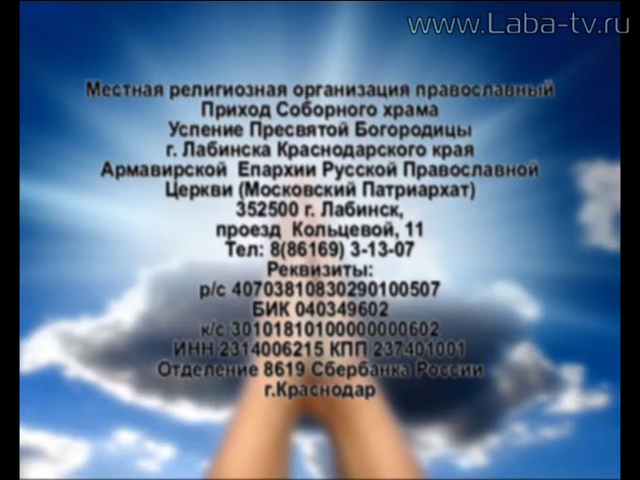 www.Laba-tv.ru
Местная религиозная организация православный
Приход Соборного храма
Успение Пресвятой Богородицы
г. Лабинска Краснодарского края
Армавирской Епархии Русской Православной
Церкви (Московский Патриархат)
352500 г. Лабинск,
проезд Кольцевой, 11
Тел: 8(86169) 3-13-07
Реквизиты:
р/с 40703810830290100507
БИК 040349602
к/с 30101810100000000602
ИНН 2314006215 КПП 237401001
Отделение 8619 Сбербанка России
г.Краснодар